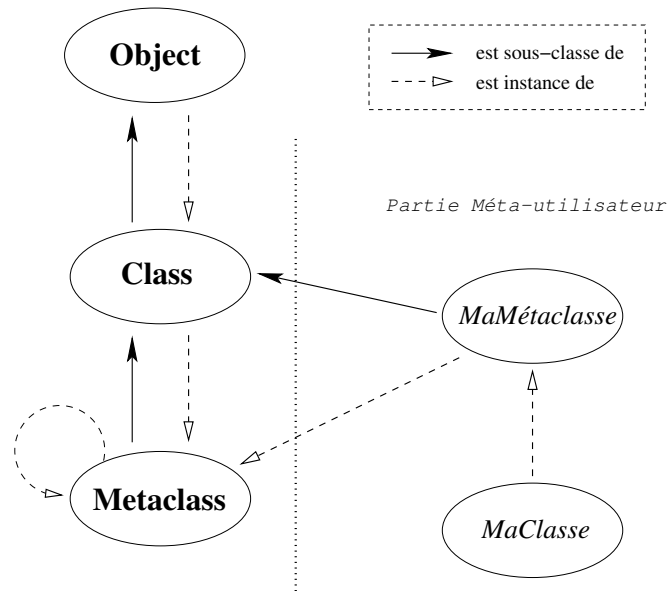 Object
est sous−classe de
est instance de
Partie Méta−utilisateur
Class
MaMétaclasse
Metaclass
MaClasse